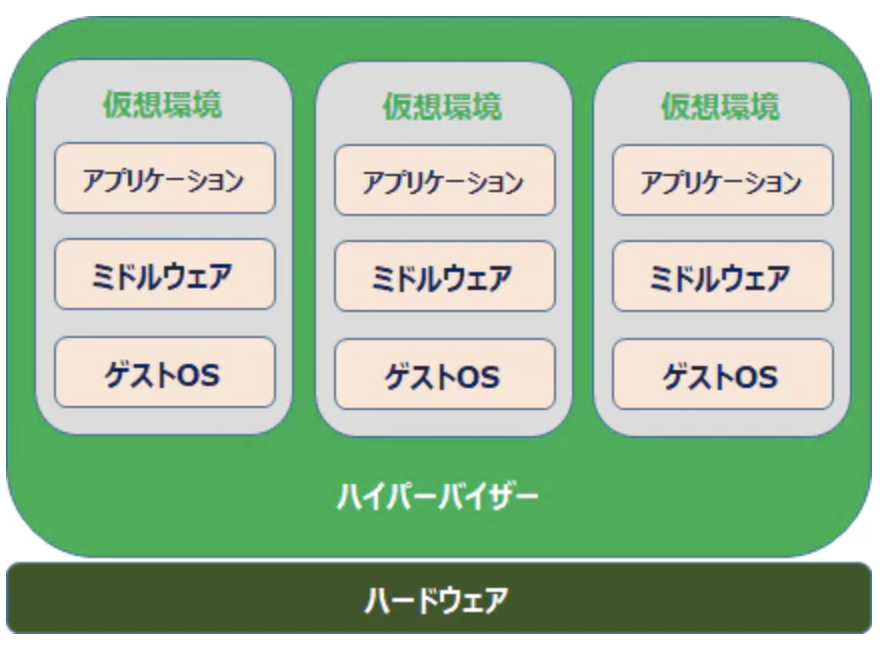 仮想環境
アプリケーション
ミドルウェア
ゲストOS
仮想環境
アプリケーション
ミドルウェア
ゲストOS
仮想環境
アプリケーション
ミドルウェア
ゲストOS
ハイパーバイザー
ハードウェア